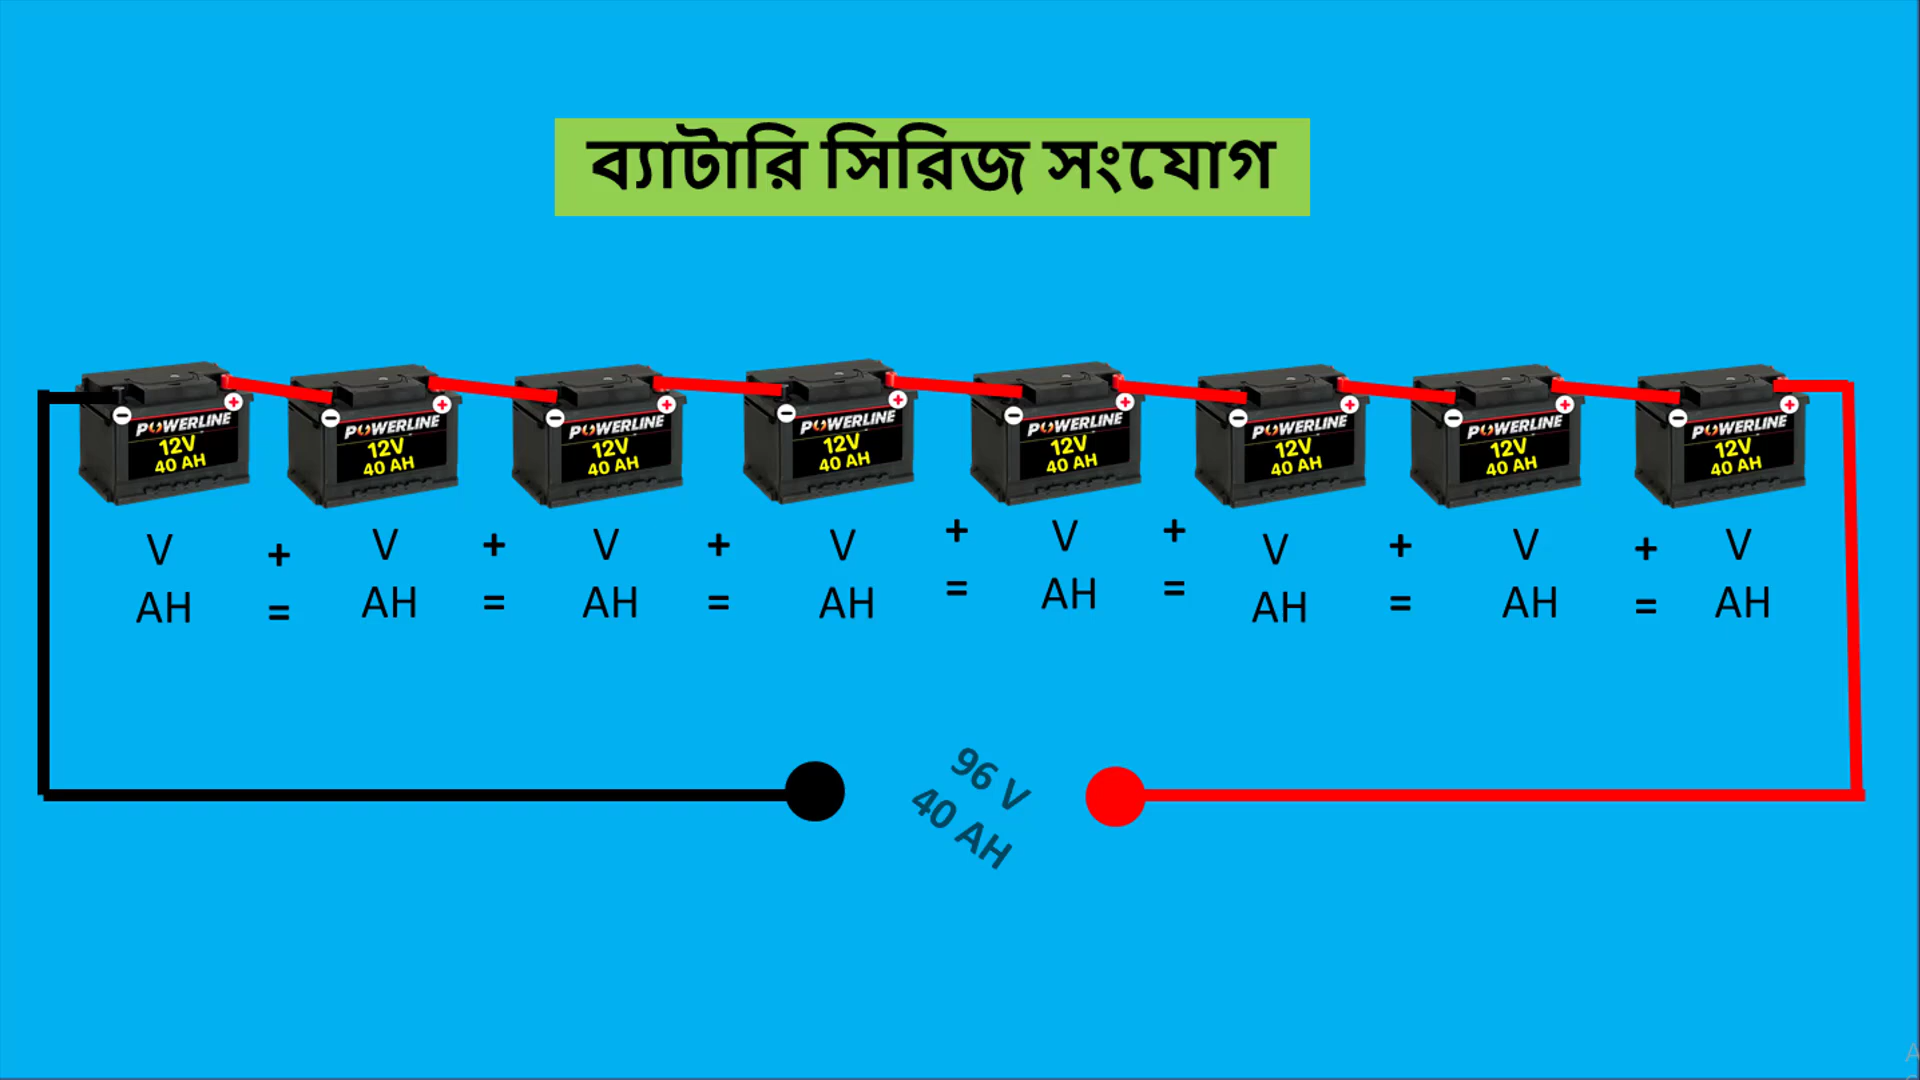 ব্যাটারি সিরিজ সংযোগ
POWERLINE POWERLINE POWERLINE POWERLINE POWERLINE POWERLINE POWERLINE POWERLINE
12V 12V 12V 12V 12V 12V 12V 12V
40 AH 40 AH 40 AH 40 AH 40 AH 40 AH 40 AH 40 AH
V + V + V + V + V + V + V + V
AH = AH = AH = AH = AH = AH = AH = AH
96 V
40 AH